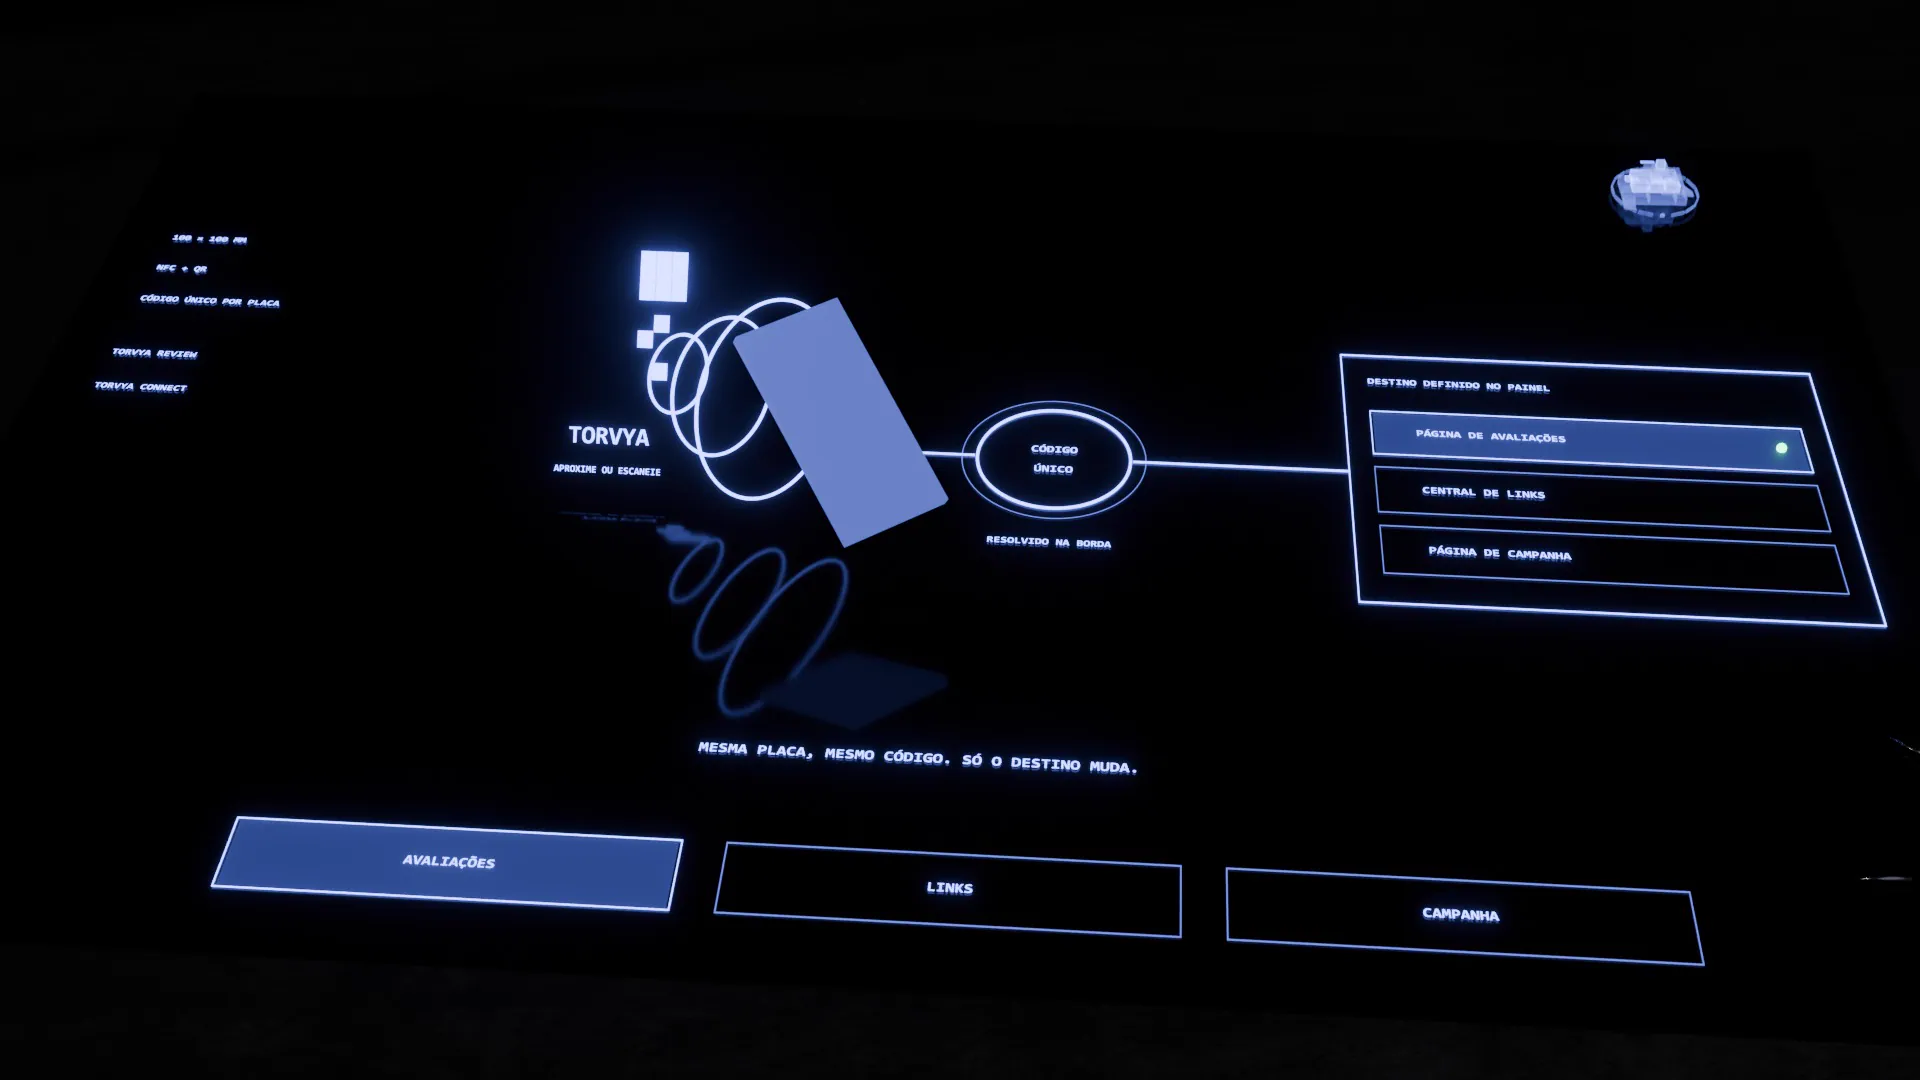 100 × 100 MM
NFC + QR
CÓDIGO ÚNICO POR PLACA
TORVYA REVIEW
TORVYA CONNECT
TORVYA
APROXIME OU ESCANEIE
CÓDIGO
ÚNICO
RESOLVIDO NA BORDA
DESTINO DEFINIDO NO PAINEL
PÁGINA DE AVALIAÇÕES
CENTRAL DE LINKS
PÁGINA DE CAMPANHA
MESMA PLACA, MESMO CÓDIGO. SÓ O DESTINO MUDA.
AVALIAÇÕES
LINKS
CAMPANHA